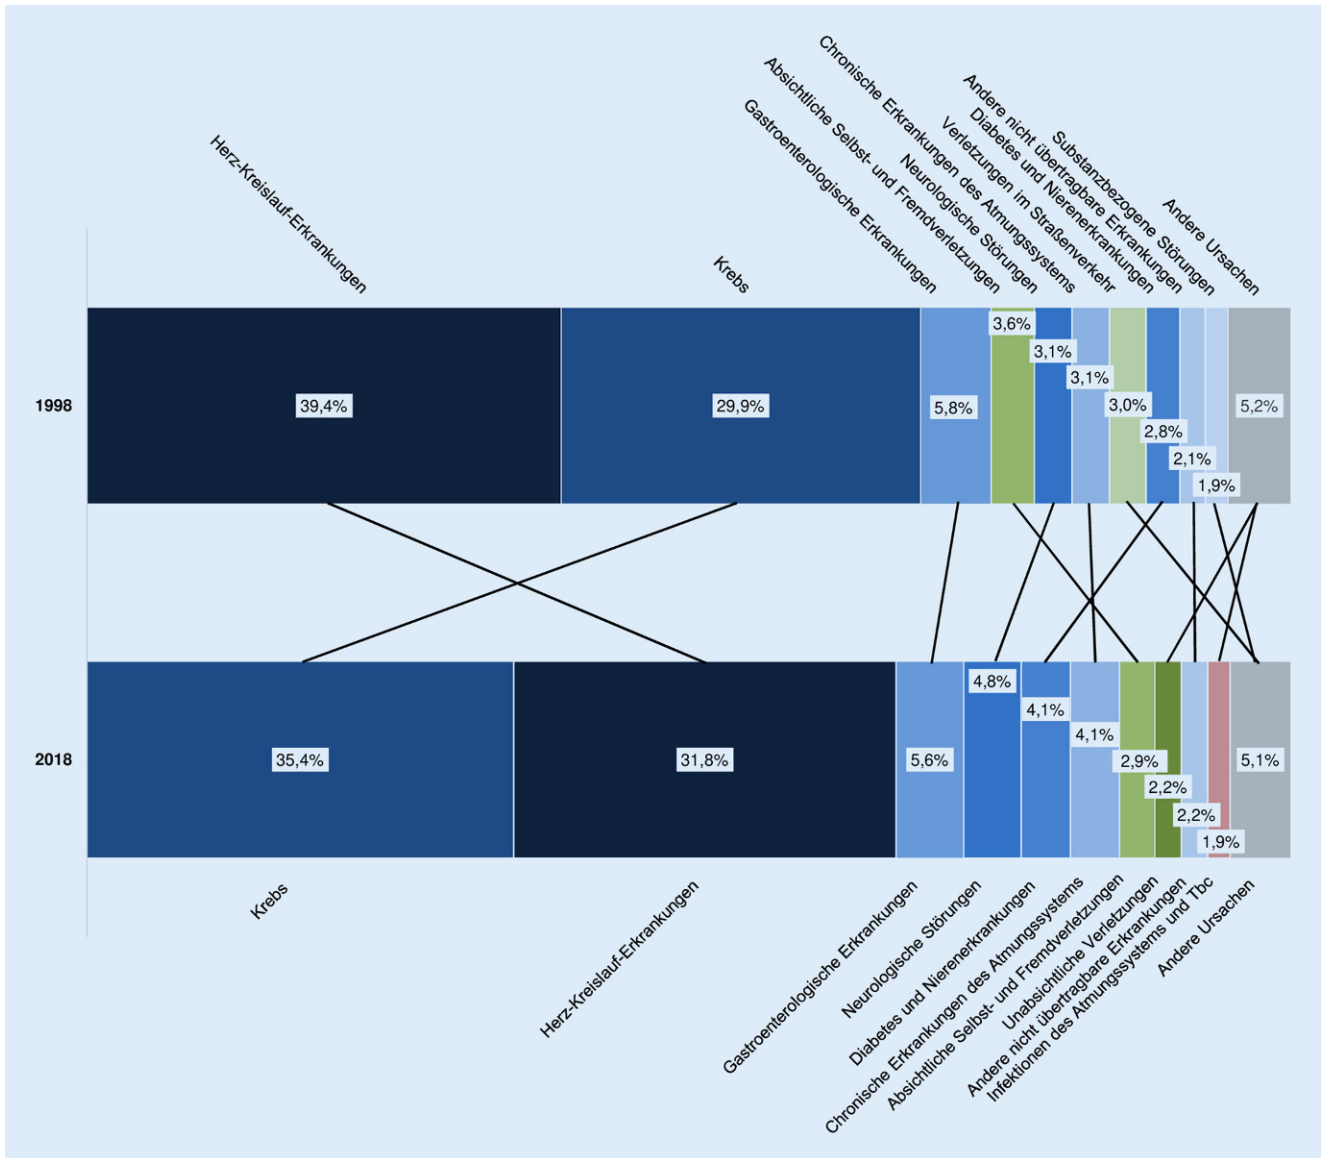 Herz-Kreislauf-Erkrankungen
Krebs
Gastroenterologische Erkrankungen
Absichtliche Selbst- und Fremdverletzungen
Neurologische Störungen
Chronische Erkrankungen des Atmungssystems
Verletzungen im Straßenverkehr
Diabetes und Nierenerkrankungen
Andere nicht übertragbare Erkrankungen
Substanzbezogene Störungen
Andere Ursachen
1998
39,4%
29,9%
5,8%
3,6%
3,1%
3,1%
3,0%
2,8%
2,1%
1,9%
5,2%
2018
35,4%
31,8%
5,6%
4,8%
4,1%
4,1%
2,9%
2,2%
2,2%
1,9%
5,1%
Krebs
Herz-Kreislauf-Erkrankungen
Gastroenterologische Erkrankungen
Neurologische Störungen
Diabetes und Nierenerkrankungen
Chronische Erkrankungen des Atmungssystems
Absichtliche Selbst- und Fremdverletzungen
Unabsichtliche Verletzungen
Andere nicht übertragbare Erkrankungen
Infektionen des Atmungssystems und Tbc
Andere Ursachen